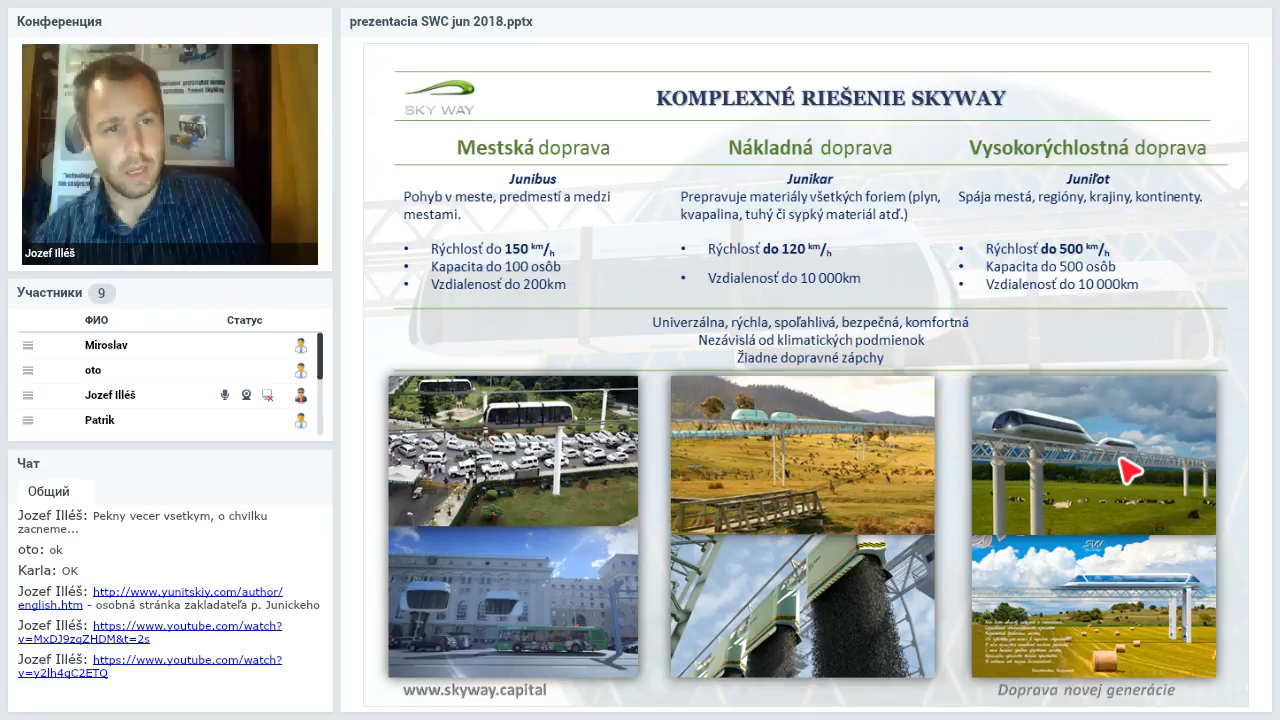 Конференция
Jozef Illéš
Участники 9
ФИО Статус
Miroslav
oto
Jozef Illéš
Patrik
Чат
Общий
Jozef Illéš: Pekny vecer vsetkym, o chvilku
zacneme...
oto: ok
Karla: OK
Jozef Illéš: http://www.yunitskiy.com/author/
english.htm - osobná stránka zakladateľa p. Junickeho
Jozef Illéš: https://www.youtube.com/watch?
v=MxDJ9zqZHDM&t=2s
Jozef Illéš: https://www.youtube.com/watch?
v=y2lh4qC2ETQ
prezentacia SWC jun 2018.pptx
SKY WAY
KOMPLEXNÉ RIEŠENIE SKYWAY
Mestská doprava
Junibus
Pohyb v meste, predmestí a medzi
mestami.
• Rýchlosť do 150 km/h
• Kapacita do 100 osôb
• Vzdialenosť do 200km
Nákladná doprava
Junikar
Prepravuje materiály všetkých foriem (plyn,
kvapalina, tuhý či sypký materiál atď.)
• Rýchlosť do 120 km/h
• Vzdialenosť do 10 000km
Vysokorýchlostná doprava
Juniľot
Spája mestá, regióny, krajiny, kontinenty.
• Rýchlosť do 500 km/h
• Kapacita do 500 osôb
• Vzdialenosť do 10 000km
Univerzálna, rýchla, spoľahlivá, bezpečná, komfortná
Nezávislá od klimatických podmienok
Žiadne dopravné zápchy
www.skyway.capital
Doprava novej generácie